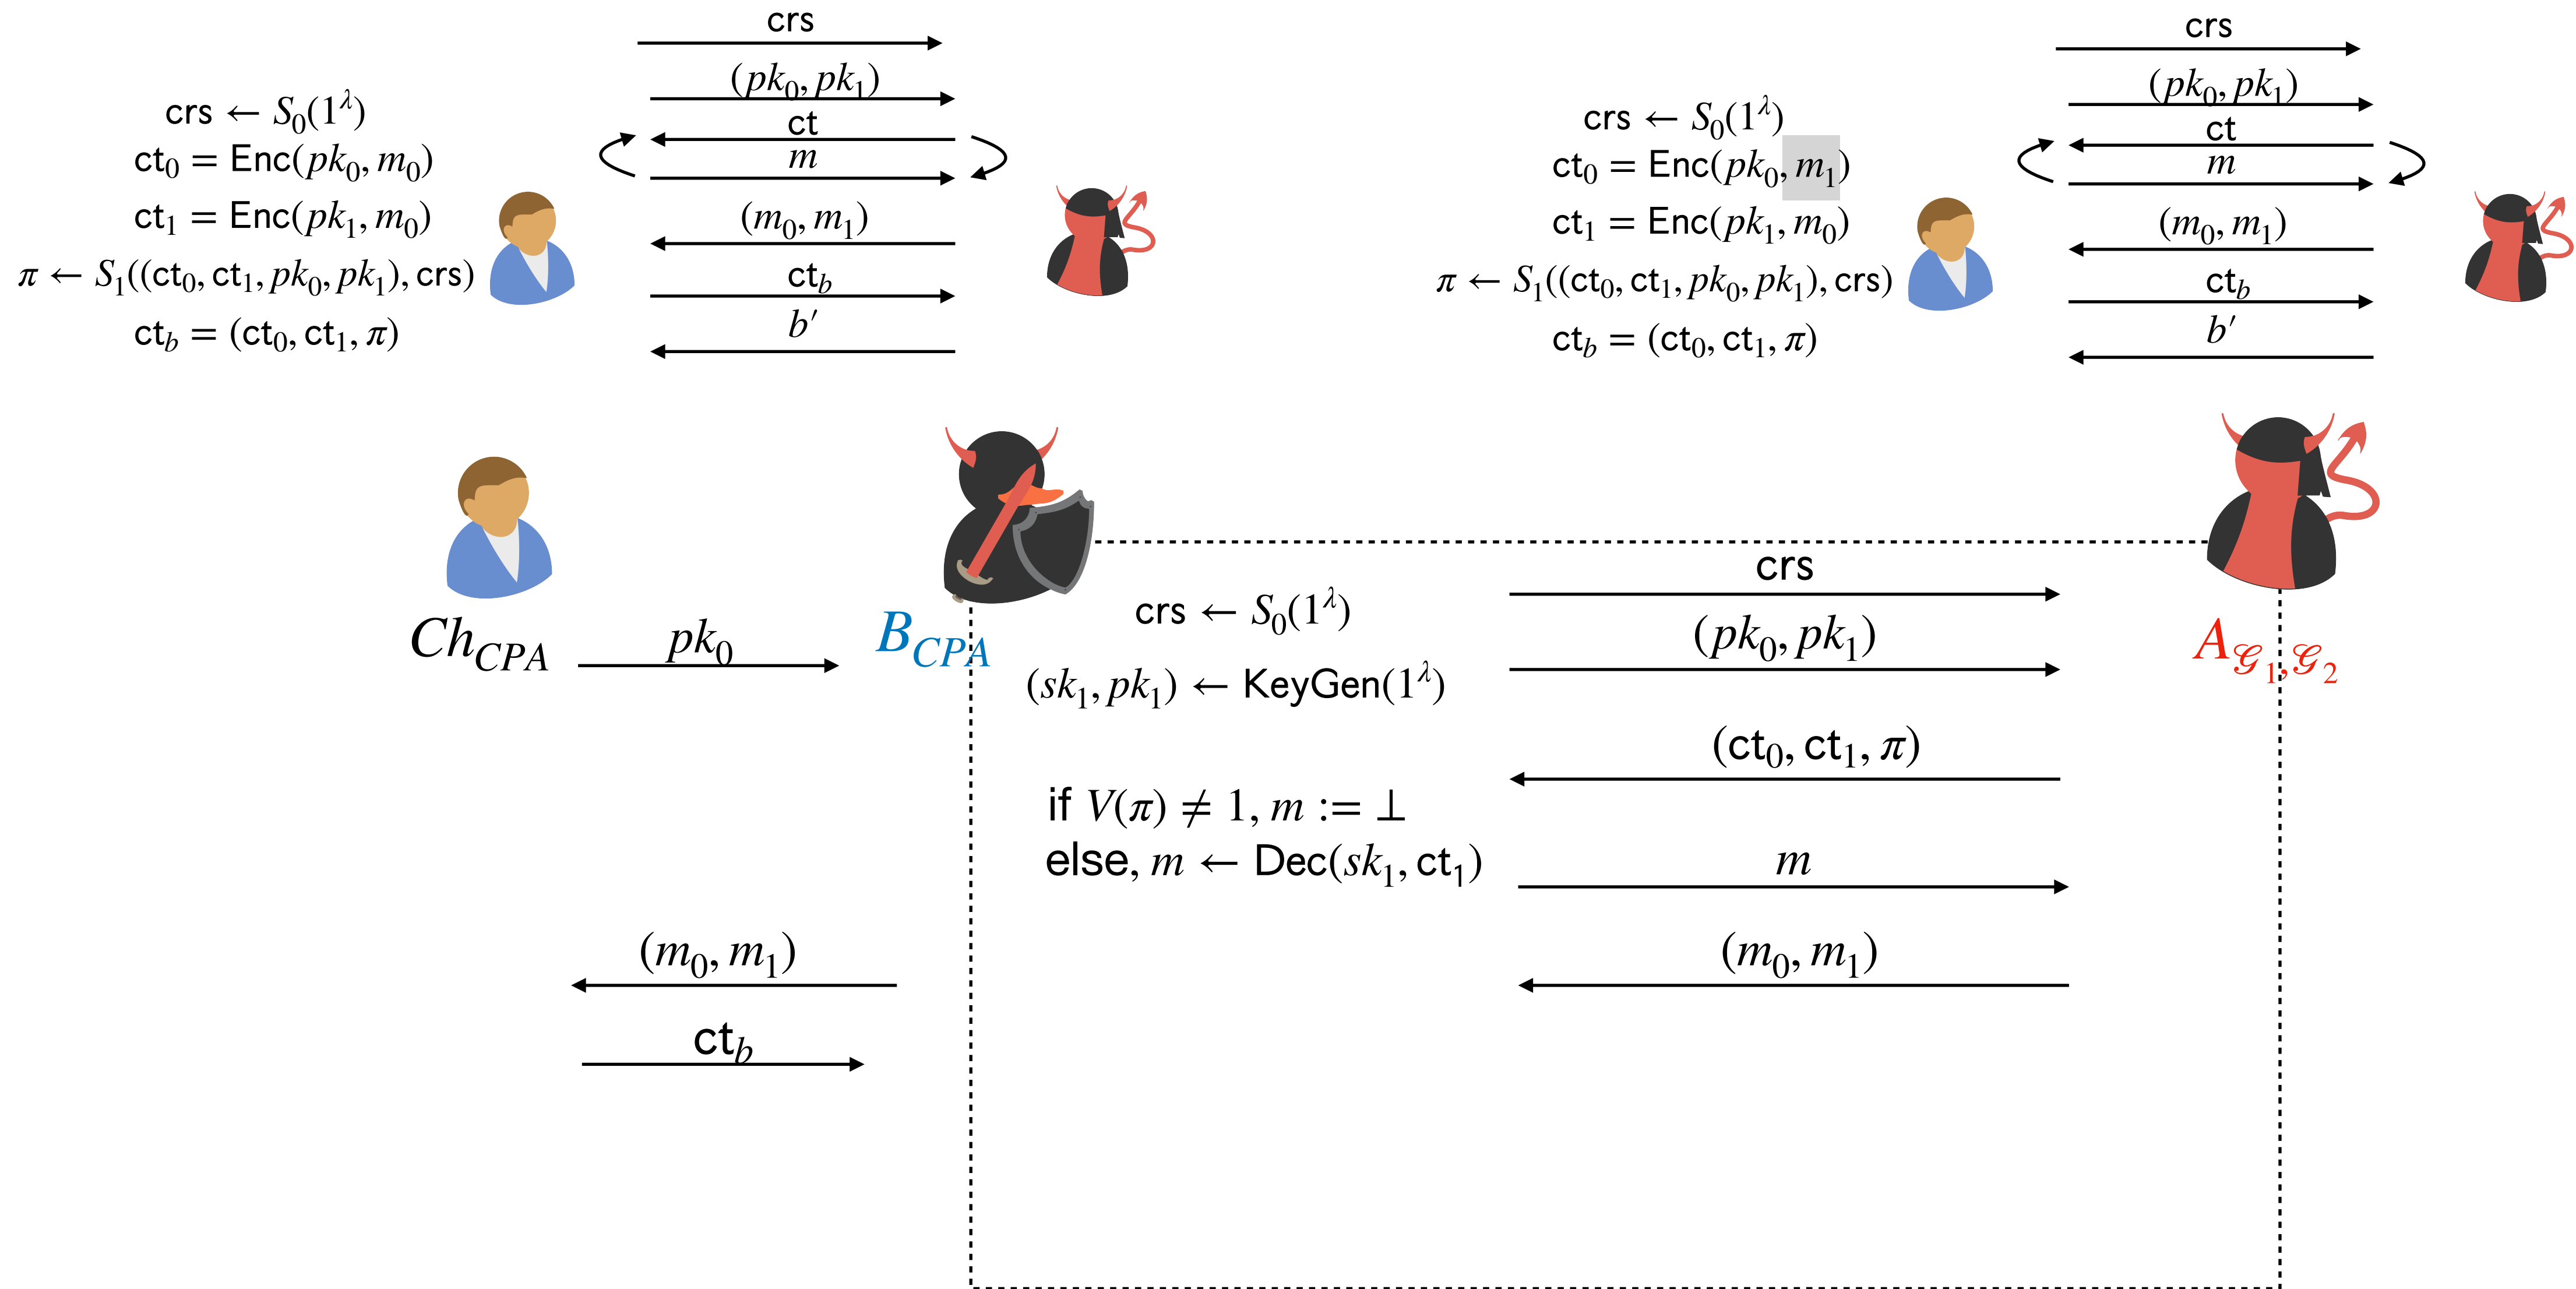 crs
(pk₀, pk₁)
crs ← S₀(1^λ)
ct
ct₀ = Enc(pk₀, m₀)
m
ct₁ = Enc(pk₁, m₀)
(m₀, m₁)
π ← S₁((ct₀, ct₁, pk₀, pk₁), crs)
ct_b
ct_b = (ct₀, ct₁, π)
b′
crs
(pk₀, pk₁)
crs ← S₀(1^λ)
ct
ct₀ = Enc(pk₀, m₁)
m
ct₁ = Enc(pk₁, m₀)
(m₀, m₁)
π ← S₁((ct₀, ct₁, pk₀, pk₁), crs)
ct_b
ct_b = (ct₀, ct₁, π)
b′
Ch_CPA
pk₀
B_CPA
crs ← S₀(1^λ)
crs
(pk₀, pk₁)
A_𝒢₁,𝒢₂
(sk₁, pk₁) ← KeyGen(1^λ)
(ct₀, ct₁, π)
if V(π) ≠ 1, m := ⊥
else, m ← Dec(sk₁, ct₁)
m
(m₀, m₁)
(m₀, m₁)
ct_b